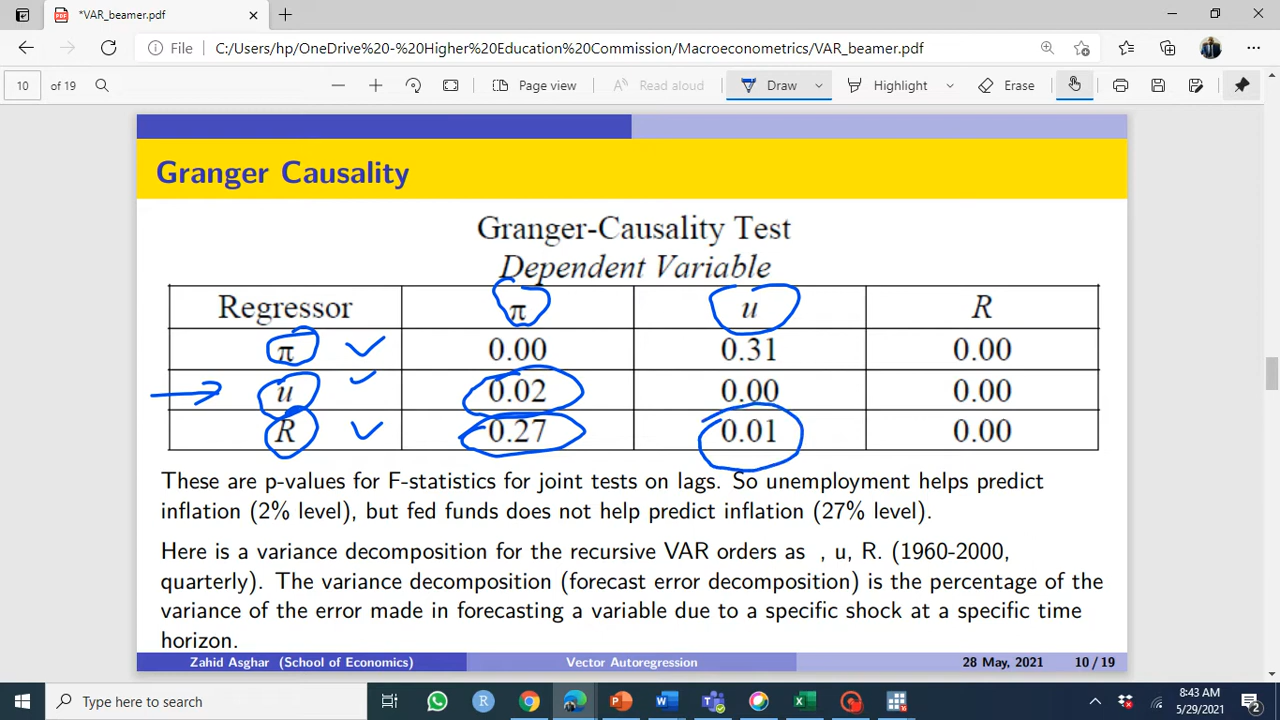 *VAR_beamer.pdf
File
C:/Users/hp/OneDrive%20-%20Higher%20Education%20Commission/Macroeconometrics/VAR_beamer.pdf
10 of 19
Page view
Read aloud
Draw
Highlight
Erase
Granger Causality
Granger-Causality Test
Dependent Variable
Regressor π u R
π 0.00 0.31 0.00
u 0.02 0.00 0.00
R 0.27 0.01 0.00
These are p-values for F-statistics for joint tests on lags. So unemployment helps predict
inflation (2% level), but fed funds does not help predict inflation (27% level).
Here is a variance decomposition for the recursive VAR orders as , u, R. (1960-2000,
quarterly). The variance decomposition (forecast error decomposition) is the percentage of the
variance of the error made in forecasting a variable due to a specific shock at a specific time
horizon.
Zahid Asghar (School of Economics) Vector Autoregression 28 May, 2021 10/19
Type here to search
8:43 AM
5/29/2021
2